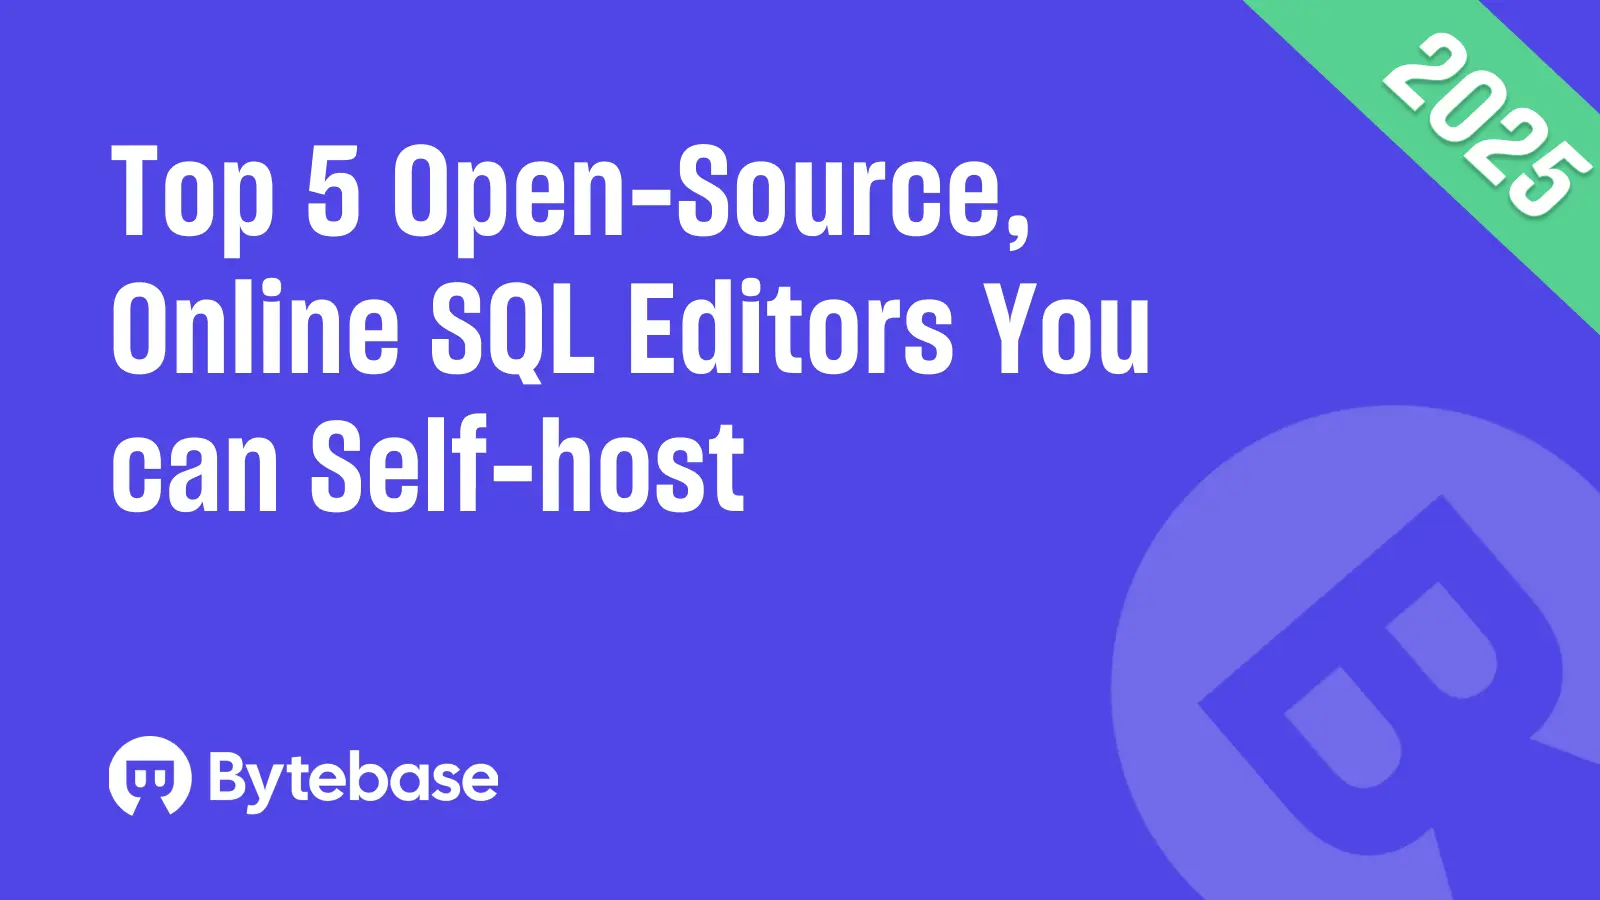 2025
Top 5 Open-Source,
Online SQL Editors You
can Self-host
Bytebase